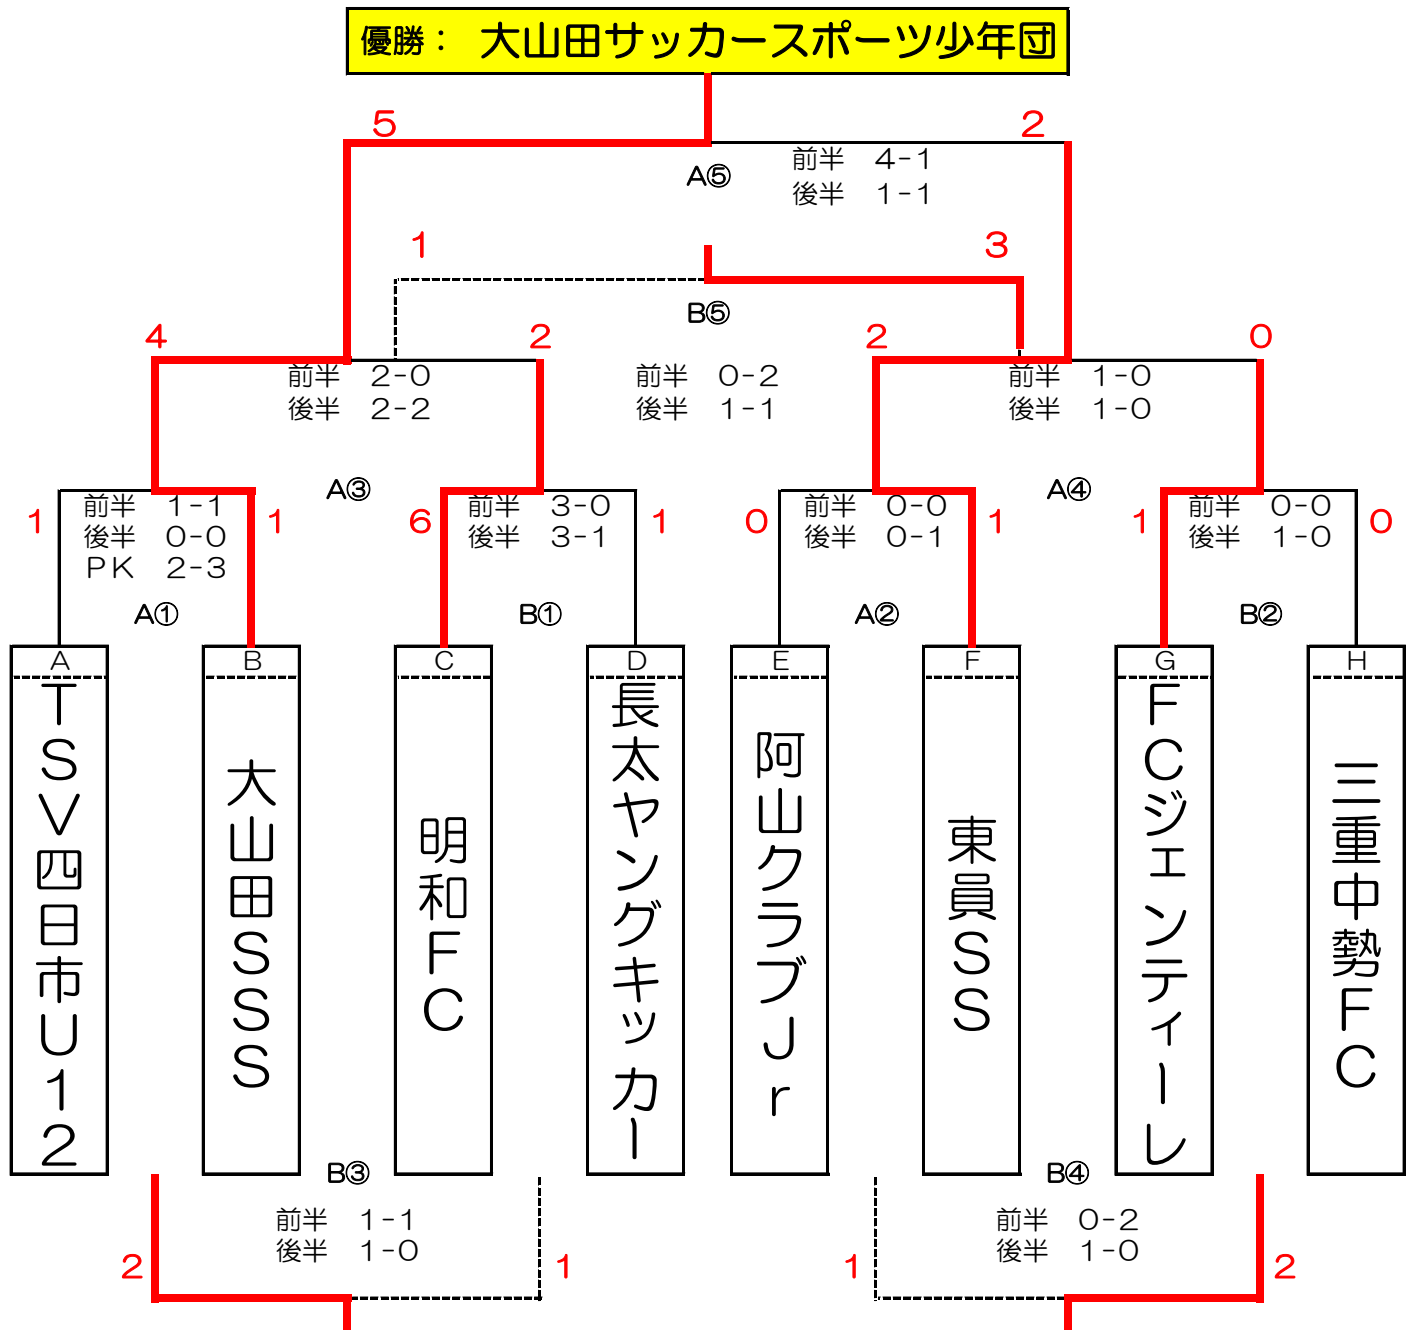 優勝： 大山田サッカースポーツ少年団
5 2
A⑤ 前半 4-1
後半 1-1
1 3
B⑤
4 2 2 0
前半 2-0 前半 0-2 前半 1-0
後半 2-2 後半 1-1 後半 1-0
A③ A④
1 前半 1-1 1 6 前半 3-0 1 0 前半 0-0 1 1 前半 0-0 0
後半 0-0 後半 3-1 後半 0-1 後半 1-0
PK 2-3
A① B① A② B②
A B C D E F G H
TSV四日市U12
大山田SSS
明和FC
長太ヤングキッカー
阿山クラブJr
東員SS
FCジェンティーレ
三重中勢FC
B③ B④
前半 1-1 前半 0-2
後半 1-0 後半 1-0
2 1 1 2